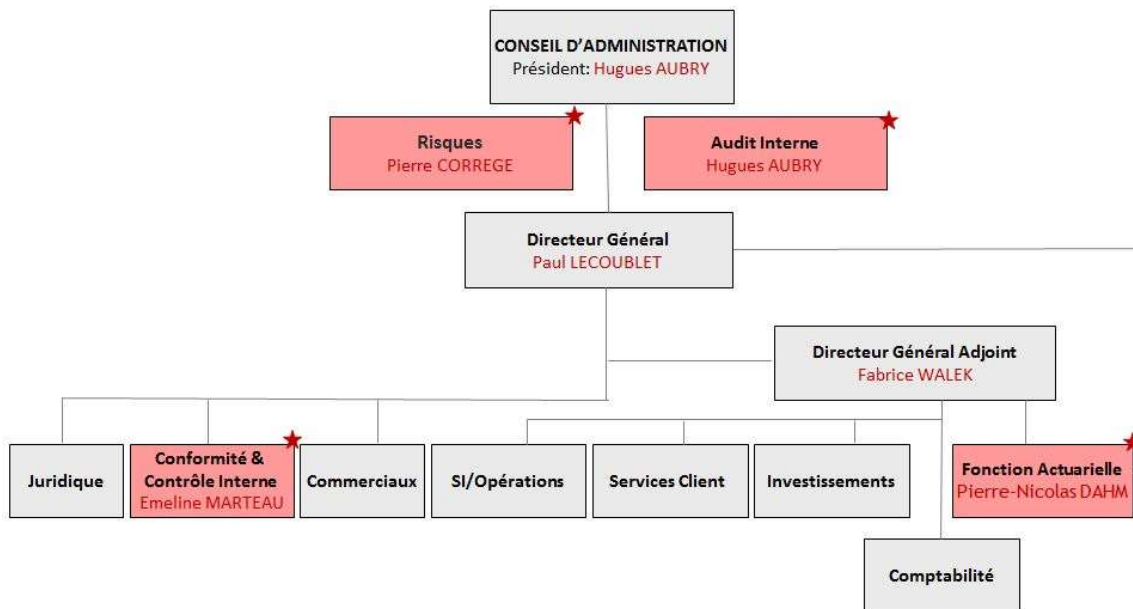 CONSEIL D'ADMINISTRATION
Président: Hugues AUBRY
Risques
Pierre CORREGE
Audit Interne
Hugues AUBRY
Directeur Général
Paul LECOUBLET
Directeur Général Adjoint
Fabrice WALEK
Juridique
Conformité &
Contrôle Interne
Emeline MARTEAU
Commerciaux
SI/Opérations
Services Client
Investissements
Fonction Actuarielle
Pierre-Nicolas DAHM
Comptabilité